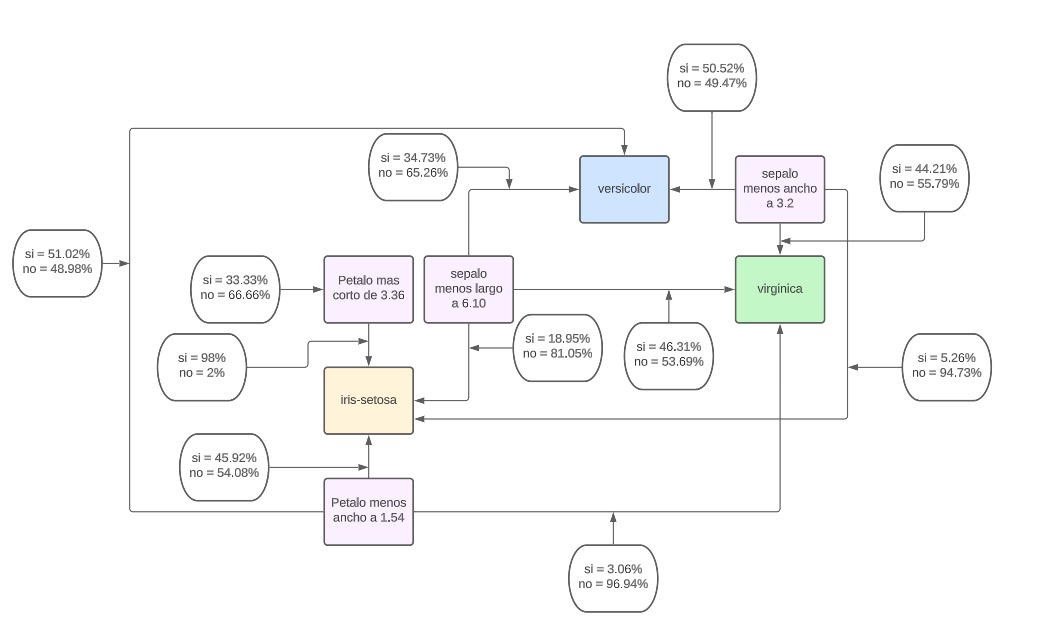 si = 50.52%
no = 49.47%
si = 34.73%
no = 65.26%
versicolor
sepalo
menos ancho
a 3.2
si = 44.21%
no = 55.79%
si = 51.02%
no = 48.98%
si = 33.33%
no = 66.66%
Petalo mas
corto de 3.36
sepalo
menos largo
a 6.10
virginica
si = 98%
no = 2%
si = 18.95%
no = 81.05%
si = 46.31%
no = 53.69%
si = 5.26%
no = 94.73%
iris-setosa
si = 45.92%
no = 54.08%
Petalo menos
ancho a 1.54
si = 3.06%
no = 96.94%